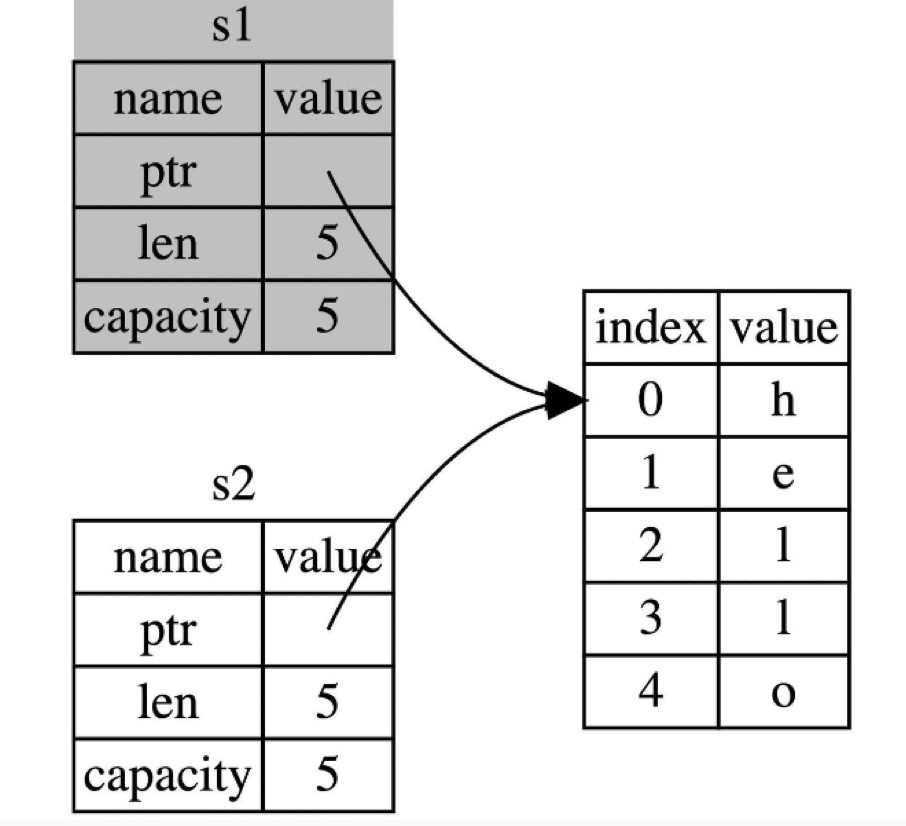 s1
name value
ptr
len 5
capacity 5
s2
name value
ptr
len 5
capacity 5
index value
0 h
1 e
2 l
3 l
4 o